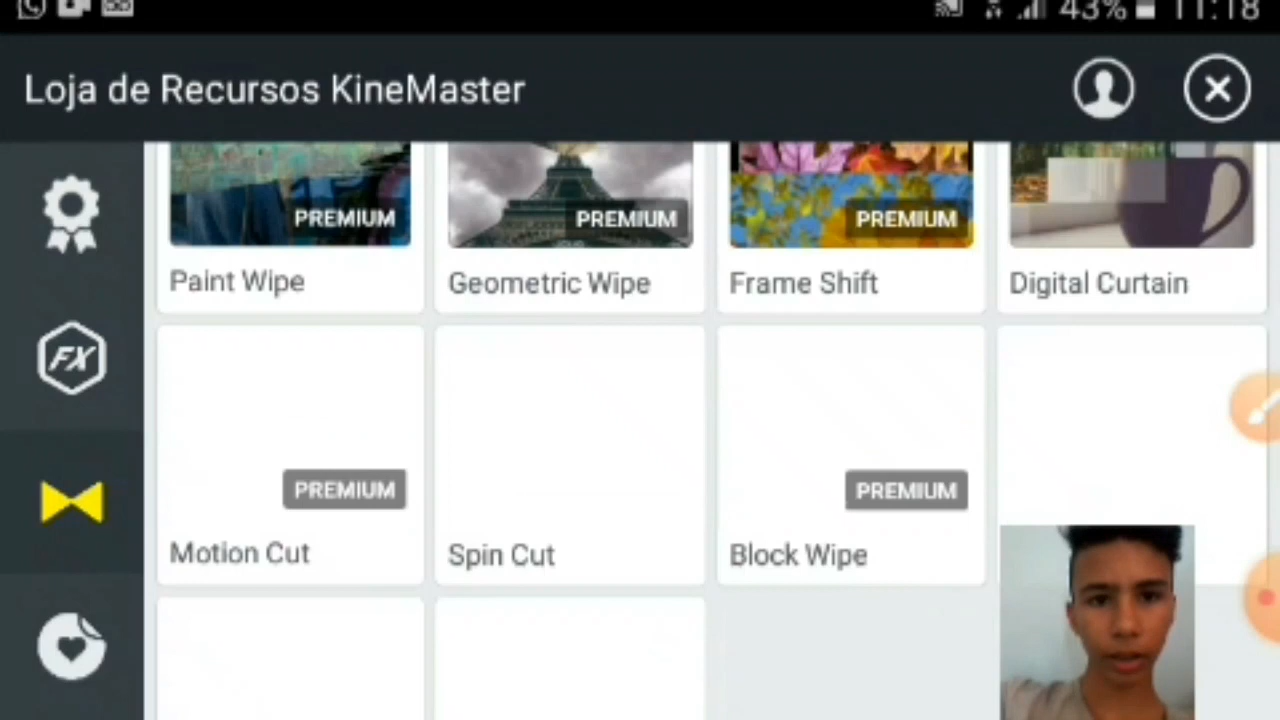 43% 11:18
Loja de Recursos KineMaster
PREMIUM PREMIUM PREMIUM
Paint Wipe Geometric Wipe Frame Shift Digital Curtain
FX
PREMIUM PREMIUM
Motion Cut Spin Cut Block Wipe